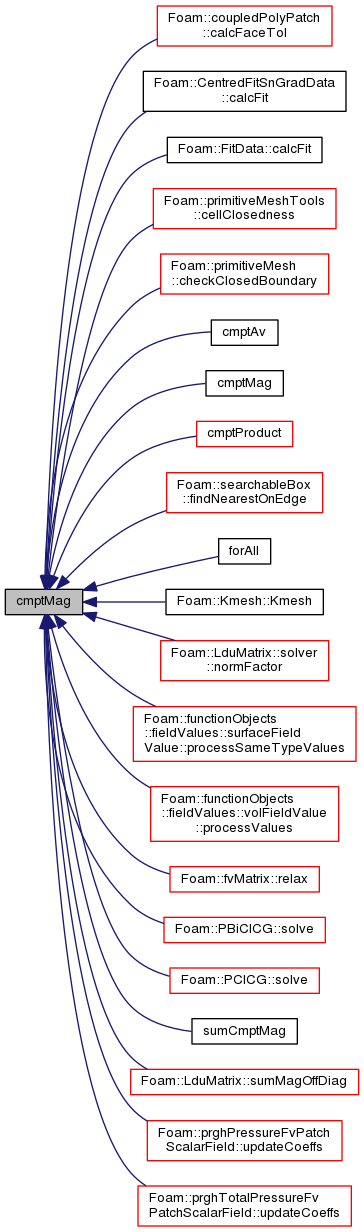 Foam::coupledPolyPatch
::calcFaceTol
Foam::CentredFitSnGradData
::calcFit
Foam::FitData::calcFit
Foam::primitiveMeshTools
::cellClosedness
Foam::primitiveMesh
::checkClosedBoundary
cmptAv
cmptMag
cmptProduct
Foam::searchableBox
::findNearestOnEdge
forAll
cmptMag
Foam::Kmesh::Kmesh
Foam::LduMatrix::solver
::normFactor
Foam::functionObjects
::fieldValues::surfaceField
Value::processSameTypeValues
Foam::functionObjects
::fieldValues::volFieldValue
::processValues
Foam::fvMatrix::relax
Foam::PBiCICG::solve
Foam::PCICG::solve
sumCmptMag
Foam::LduMatrix::sumMagOffDiag
Foam::prghPressureFvPatch
ScalarField::updateCoeffs
Foam::prghTotalPressureFv
PatchScalarField::updateCoeffs